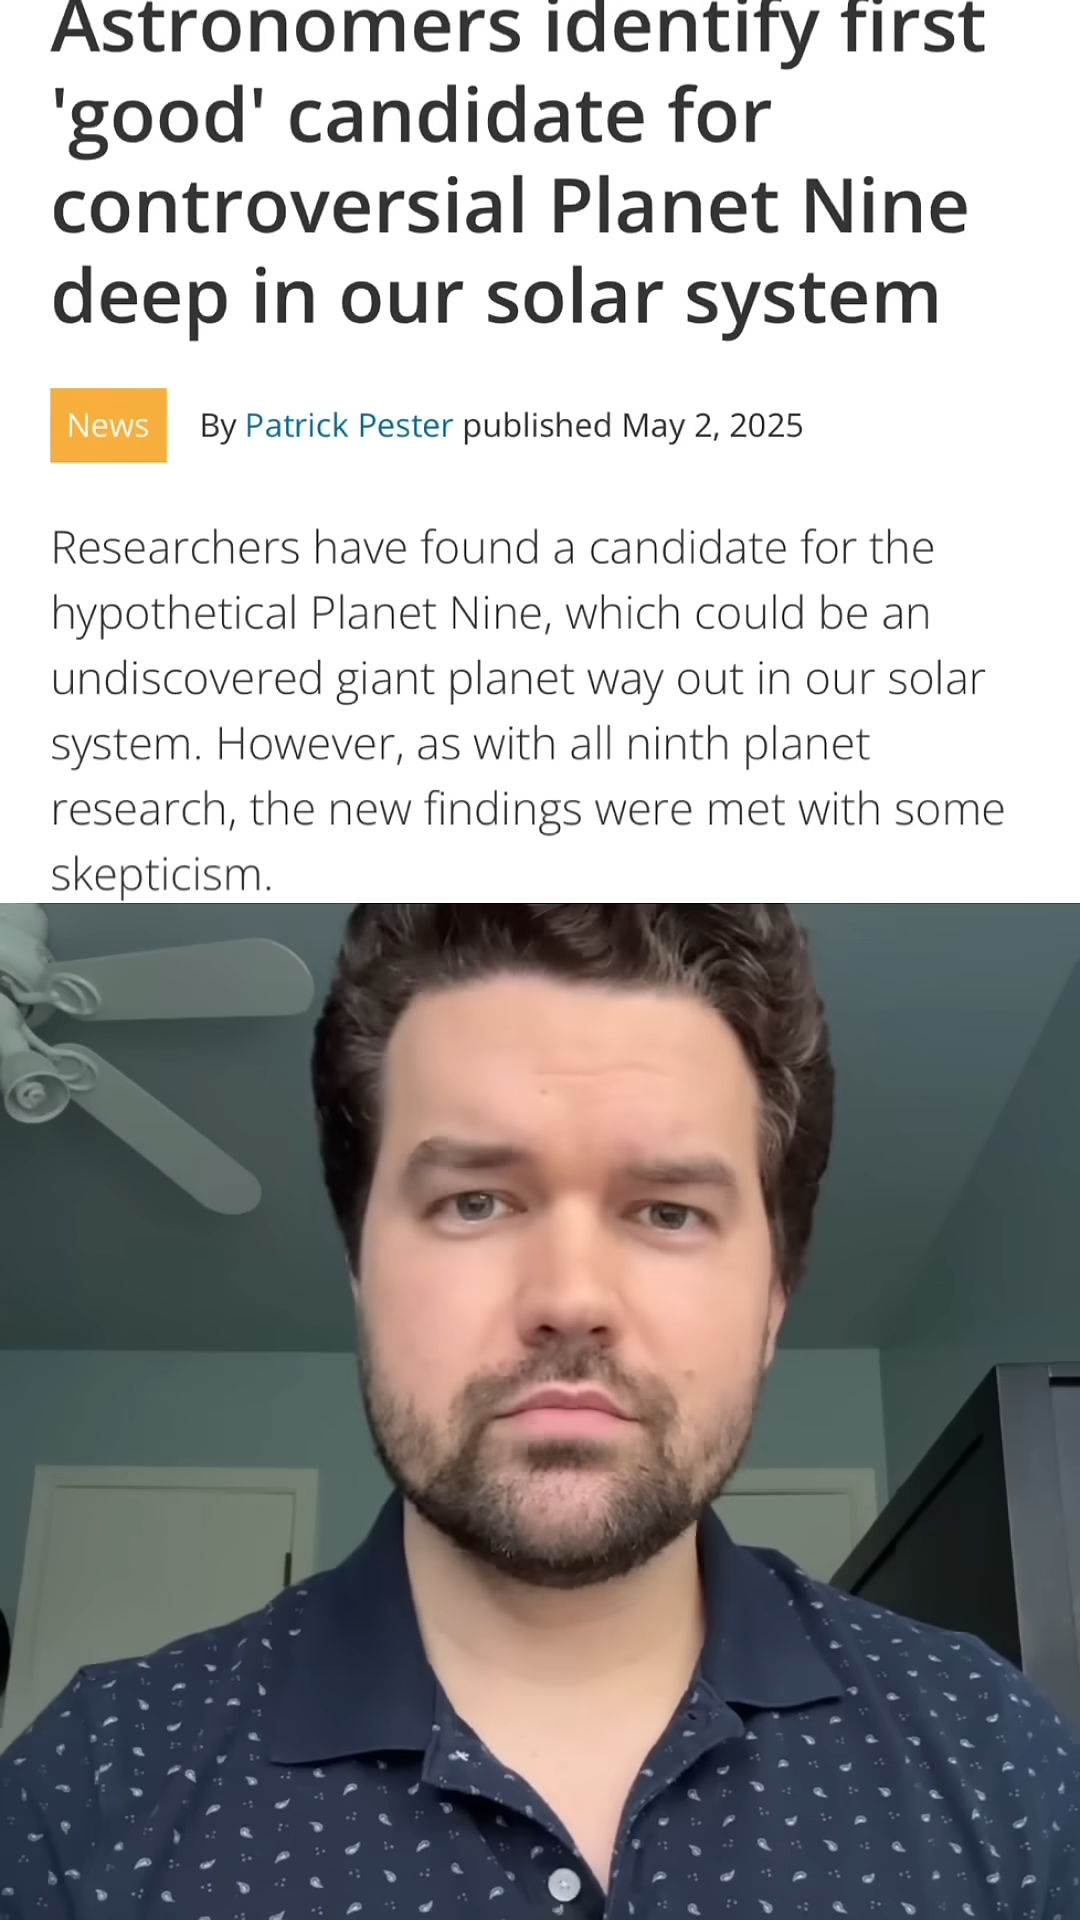 Astronomers identify first
'good' candidate for
controversial Planet Nine
deep in our solar system
News By Patrick Pester published May 2, 2025
Researchers have found a candidate for the
hypothetical Planet Nine, which could be an
undiscovered giant planet way out in our solar
system. However, as with all ninth planet
research, the new findings were met with some
skepticism.